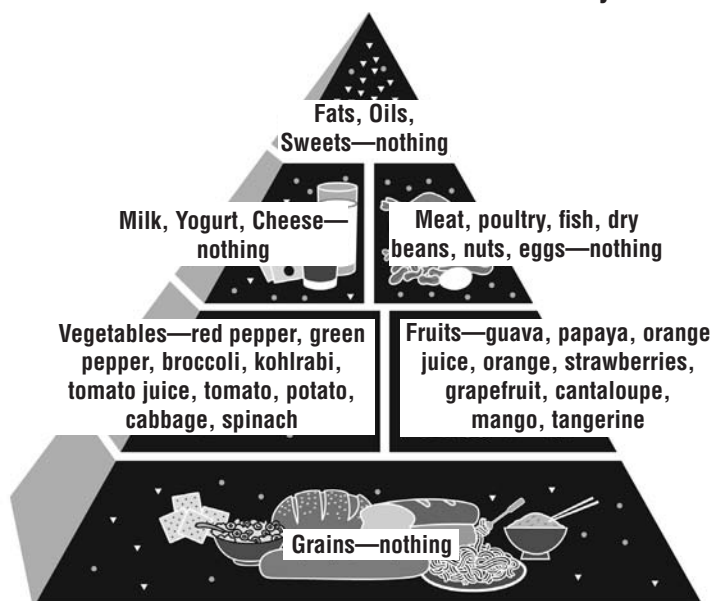 Fats, Oils,
Sweets—nothing
Milk, Yogurt, Cheese—
nothing
Meat, poultry, fish, dry
beans, nuts, eggs—nothing
Vegetables—red pepper, green
pepper, broccoli, kohlrabi,
tomato juice, tomato, potato,
cabbage, spinach
Fruits—guava, papaya, orange
juice, orange, strawberries,
grapefruit, cantaloupe,
mango, tangerine
Grains—nothing